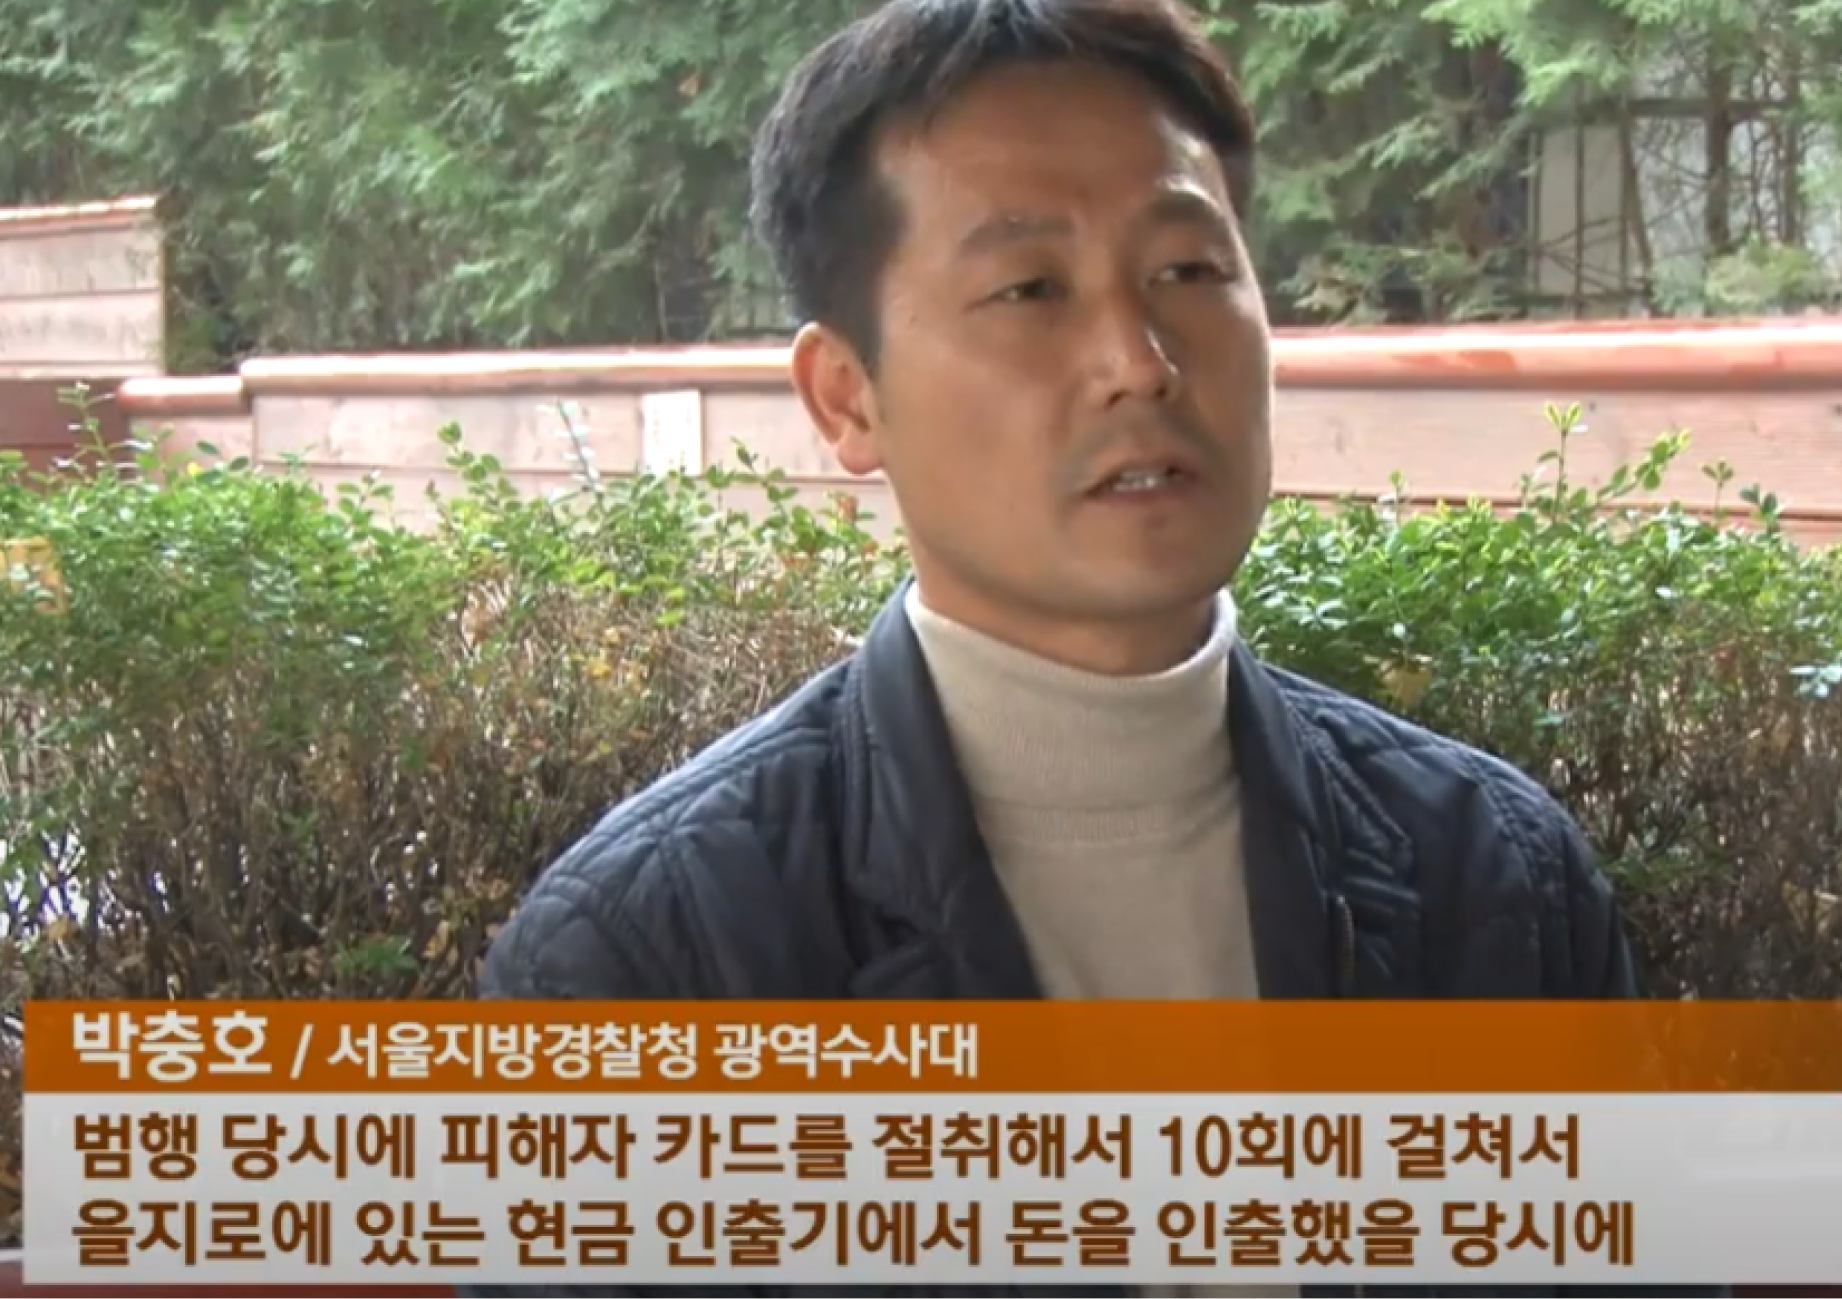 박충호 / 서울지방경찰청 광역수사대
범행 당시에 피해자 카드를 절취해서 10회에 걸쳐서
을지로에 있는 현금 인출기에서 돈을 인출했을 당시에